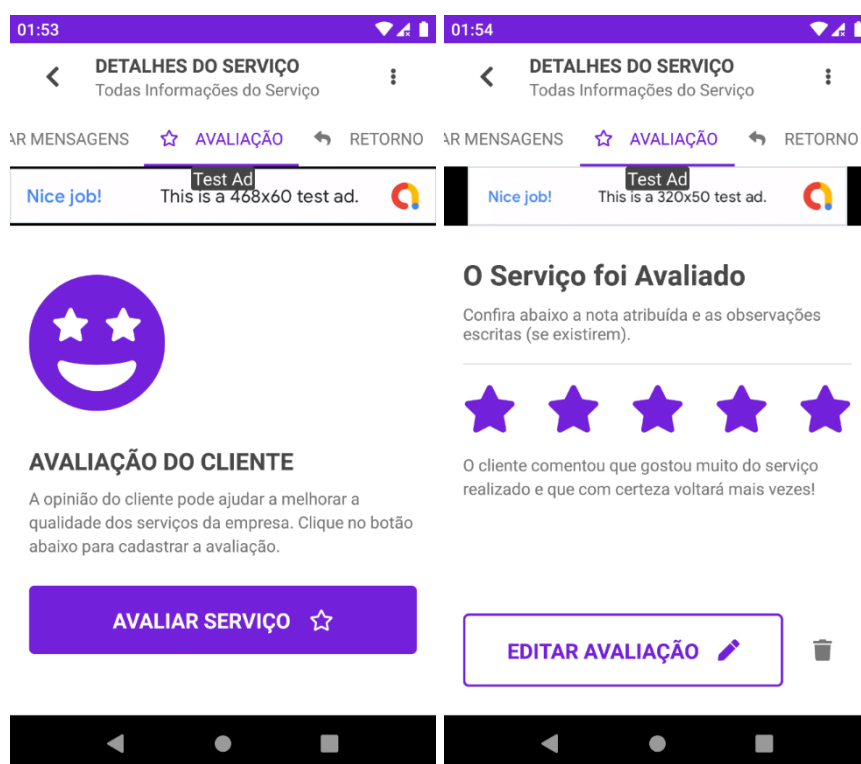 01:53
DETALHES DO SERVIÇO
Todas Informações do Serviço
AR MENSAGENS AVALIAÇÃO RETORNO
Test Ad
Nice job! This is a 468x60 test ad.
AVALIAÇÃO DO CLIENTE
A opinião do cliente pode ajudar a melhorar a
qualidade dos serviços da empresa. Clique no botão
abaixo para cadastrar a avaliação.
AVALIAR SERVIÇO
01:54
DETALHES DO SERVIÇO
Todas Informações do Serviço
AR MENSAGENS AVALIAÇÃO RETORNO
Test Ad
Nice job! This is a 320x50 test ad.
O Serviço foi Avaliado
Confira abaixo a nota atribuída e as observações
escritas (se existirem).
O cliente comentou que gostou muito do serviço
realizado e que com certeza voltará mais vezes!
EDITAR AVALIAÇÃO